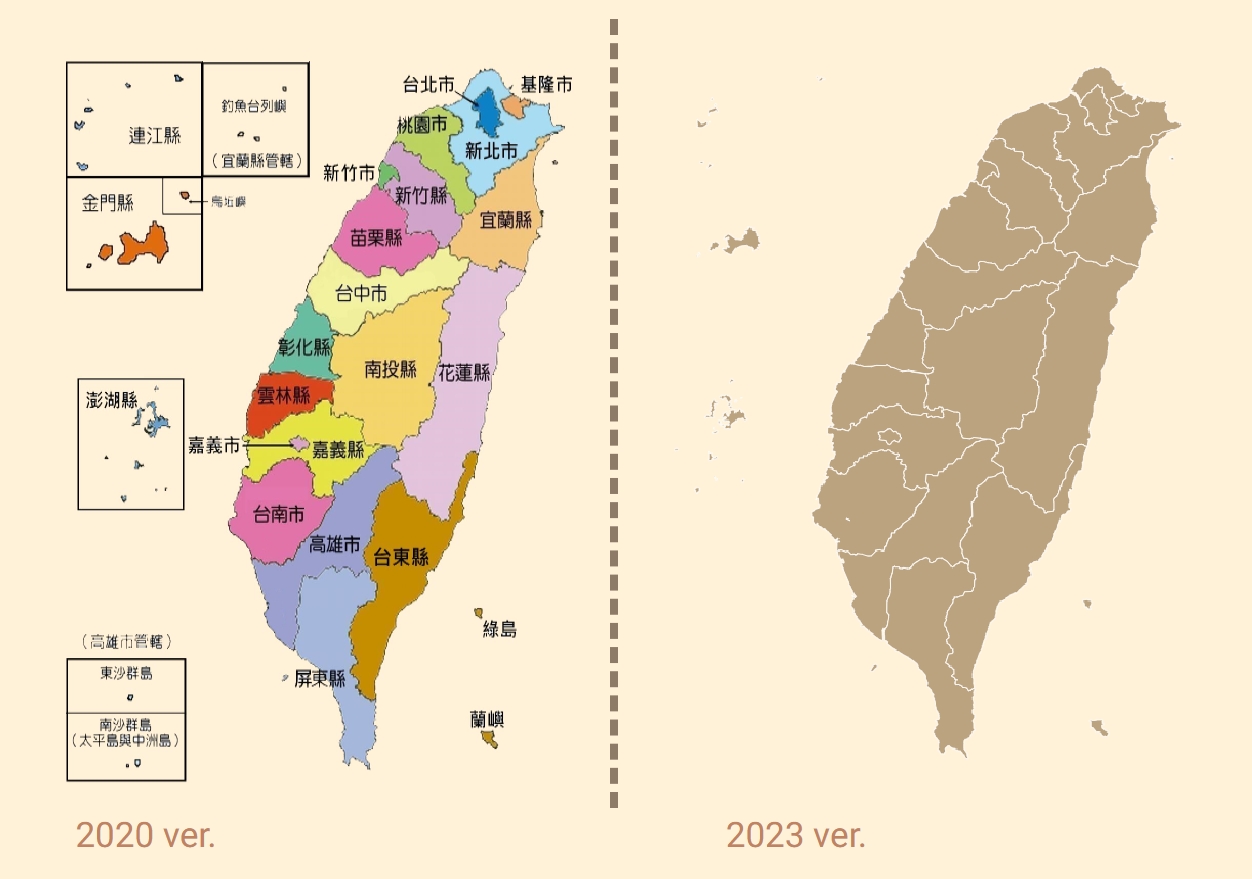 台北市
基隆市
連江縣
釣魚台列嶼
(宜蘭縣管轄)
桃園市
新北市
新竹市
新竹縣
金門縣
烏坵嶼
宜蘭縣
苗栗縣
台中市
彰化縣
南投縣
花蓮縣
雲林縣
澎湖縣
嘉義市
嘉義縣
台南市
高雄市
台東縣
綠島
(高雄市管轄)
東沙群島
屏東縣
南沙群島
(太平島與中洲島)
蘭嶼
2020 ver.
2023 ver.